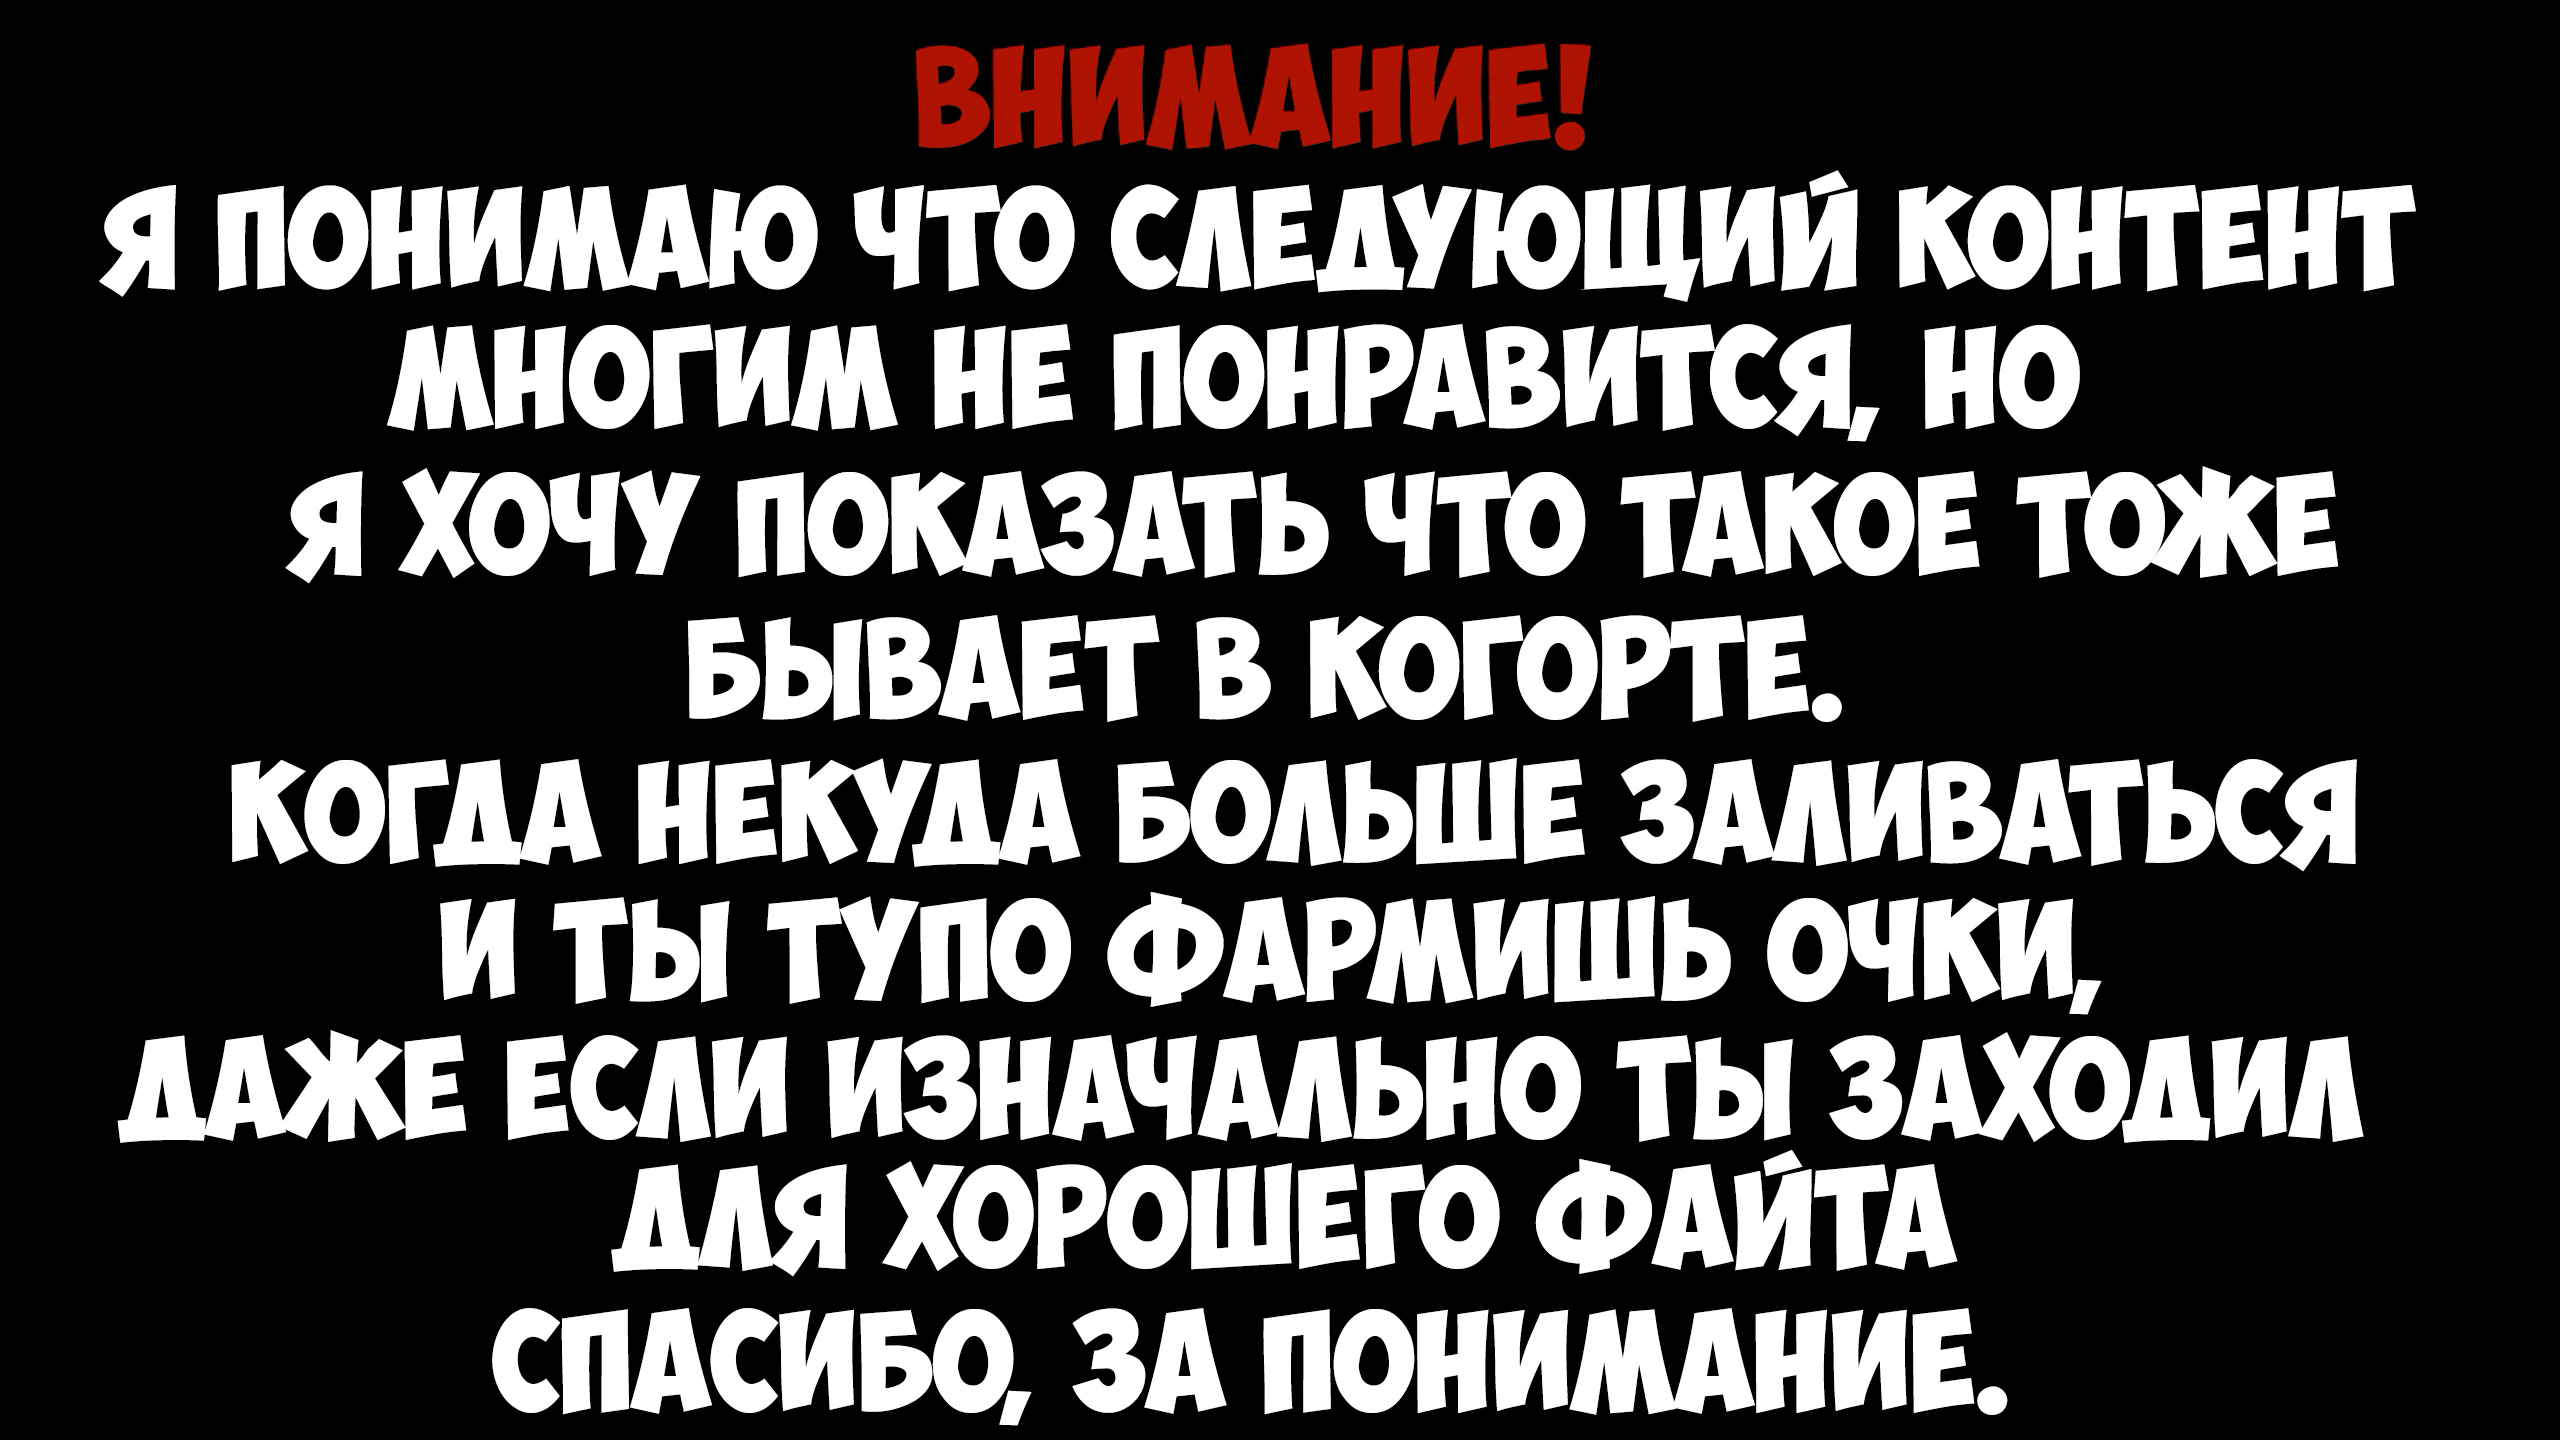 ВНИМАНИЕ!
Я ПОНИМАЮ ЧТО СЛЕДУЮЩИЙ КОНТЕНТ
МНОГИМ НЕ ПОНРАВИТСЯ, НО
Я ХОЧУ ПОКАЗАТЬ ЧТО ТАКОЕ ТОЖЕ
БЫВАЕТ В КОГОРТЕ.
КОГДА НЕКУДА БОЛЬШЕ ЗАЛИВАТЬСЯ
И ТЫ ТУПО ФАРМИШЬ ОЧКИ,
ДАЖЕ ЕСЛИ ИЗНАЧАЛЬНО ТЫ ЗАХОДИЛ
ДЛЯ ХОРОШЕГО ФАЙТА
СПАСИБО, ЗА ПОНИМАНИЕ.